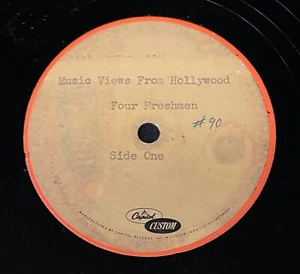 Music Views From Hollywood
Four Freshmen
#90
Side One
Capitol
CUSTOM